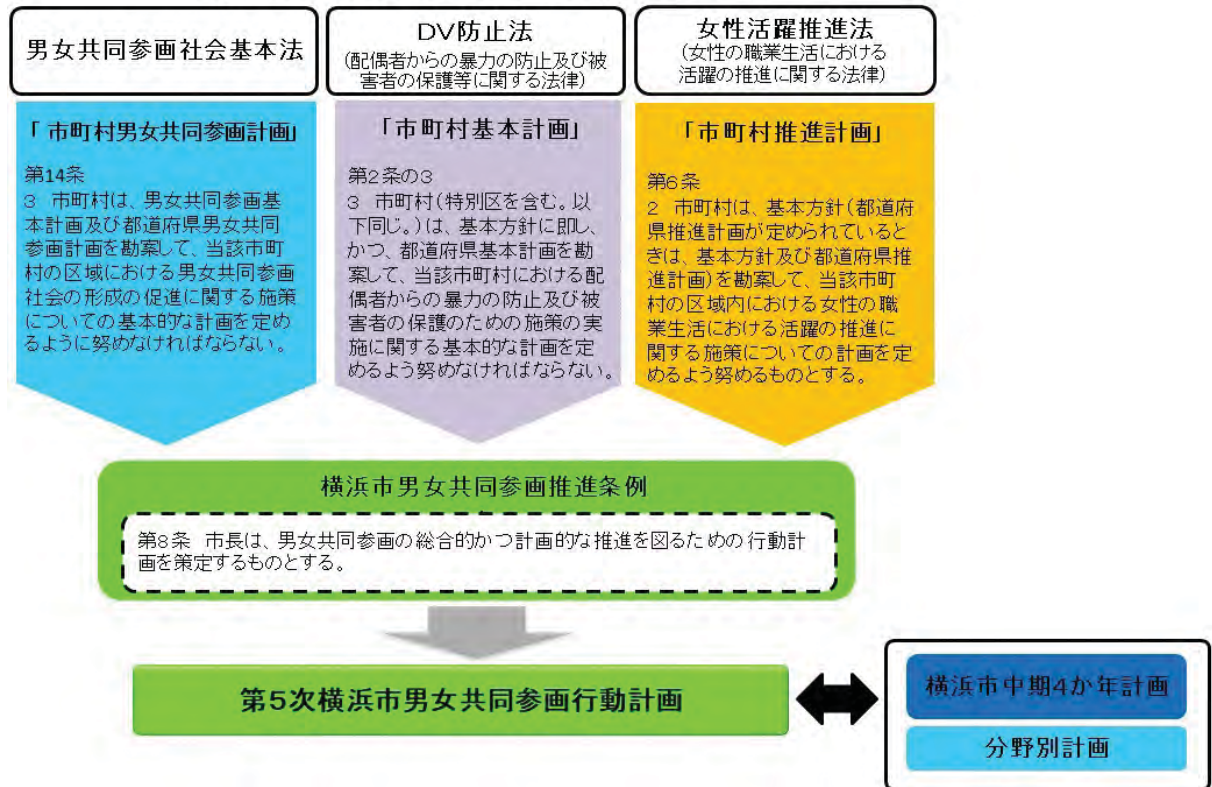 男女共同参画社会基本法
DV防止法
(配偶者からの暴力の防止及び被
害者の保護等に関する法律)
女性活躍推進法
(女性の職業生活における
活躍の推進に関する法律)
「市町村男女共同参画計画」
第14条
3 市町村は、男女共同参画基
本計画及び都道府県男女共同
参画計画を勘案して、当該市町
村の区域における男女共同参画
社会の形成の促進に関する施策
についての基本的な計画を定め
るように努めなければならない。
「市町村基本計画」
第2条の3
3 市町村(特別区を含む。以
下同じ。)は、基本方針に即し、
かつ、都道府県基本計画を勘
案して、当該市町村における配
偶者からの暴力の防止及び被
害者の保護のための施策の実
施に関する基本的な計画を定
めるよう努めなければならない。
「市町村推進計画」
第6条
2 市町村は、基本方針(都道府
県推進計画が定められていると
きは、基本方針及び都道府県推
進計画)を勘案して、当該市町
村の区域内における女性の職
業生活における活躍の推進に
関する施策についての計画を定
めるよう努めるものとする。
横浜市男女共同参画推進条例
第8条 市長は、男女共同参画の総合的かつ計画的な推進を図るための行動計
画を策定するものとする。
第5次横浜市男女共同参画行動計画
横浜市中期4か年計画
分野別計画